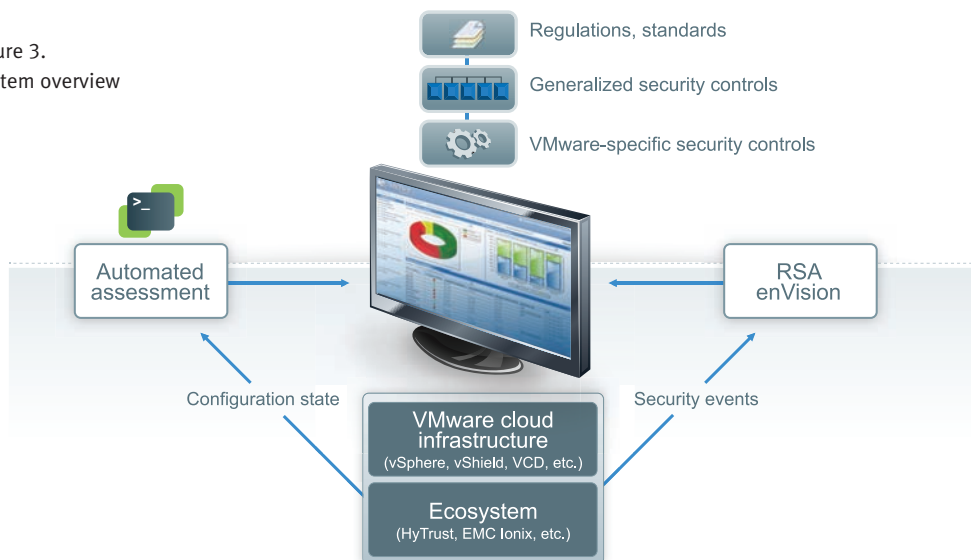 ure 3.
tem overview
Regulations, standards
Generalized security controls
VMware-specific security controls
>_
Automated
assessment
RSA
enVision
Configuration state
Security events
VMware cloud
infrastructure
(vSphere, vShield, VCD, etc.)
Ecosystem
(HyTrust, EMC Ionix, etc.)